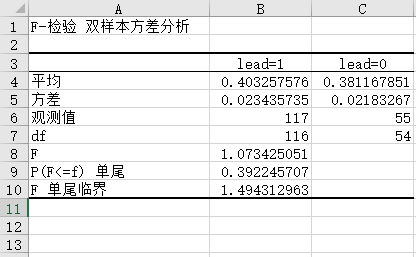 A B C
1 F-检验 双样本方差分析
2
3 lead=1 lead=0
4 平均 0.403257576 0.381167851
5 方差 0.023435735 0.02183267
6 观测值 117 55
7 df 116 54
8 F 1.073425051
9 P(F<=f) 单尾 0.392245707
10 F 单尾临界 1.494312963
11
12
13